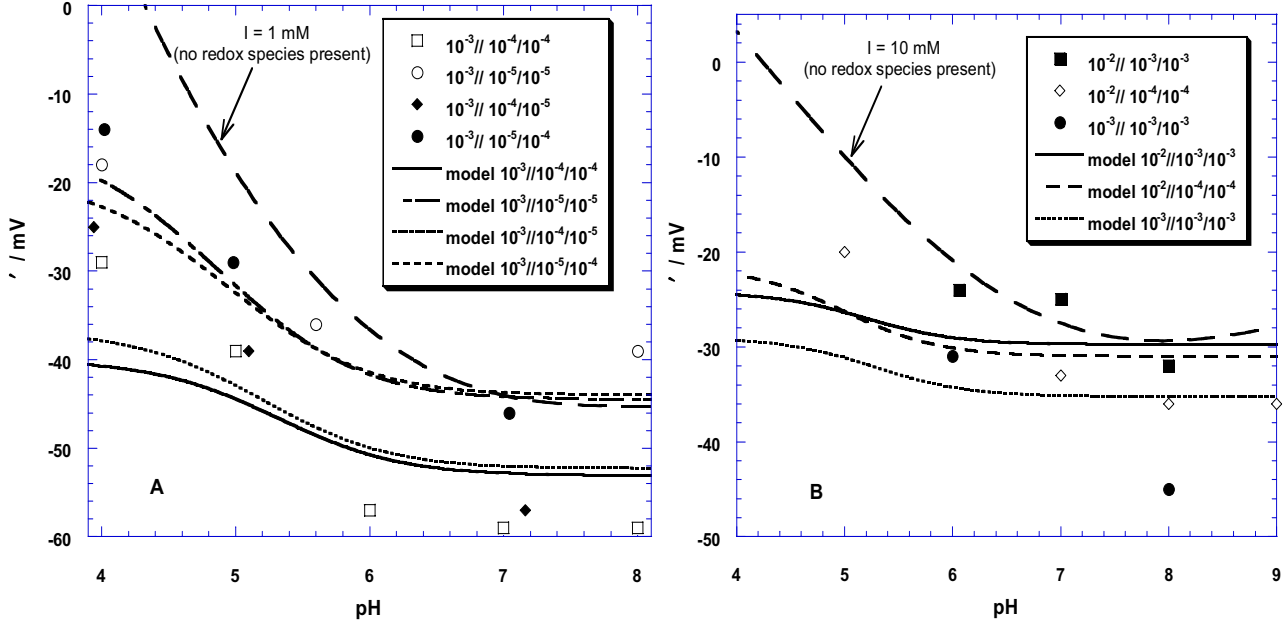 I = 1 mM
(no redox species present)
10⁻³// 10⁻⁴/10⁻⁴
10⁻³// 10⁻⁵/10⁻⁵
10⁻³// 10⁻⁴/10⁻⁵
10⁻³// 10⁻⁵/10⁻⁴
model 10⁻³//10⁻⁴/10⁻⁴
model 10⁻³//10⁻⁵/10⁻⁵
model 10⁻³//10⁻⁴/10⁻⁵
model 10⁻³//10⁻⁵/10⁻⁴
0
-10
-20
-30
-40
-50
-60
/ mV
A
4 5 6 7 8
pH
I = 10 mM
(no redox species present)
10⁻²// 10⁻³/10⁻³
10⁻²// 10⁻⁴/10⁻⁴
10⁻³// 10⁻³/10⁻³
model 10⁻²//10⁻³/10⁻³
model 10⁻²//10⁻⁴/10⁻⁴
model 10⁻³//10⁻³/10⁻³
0
-10
-20
-30
-40
-50
/ mV
B
4 5 6 7 8 9
pH